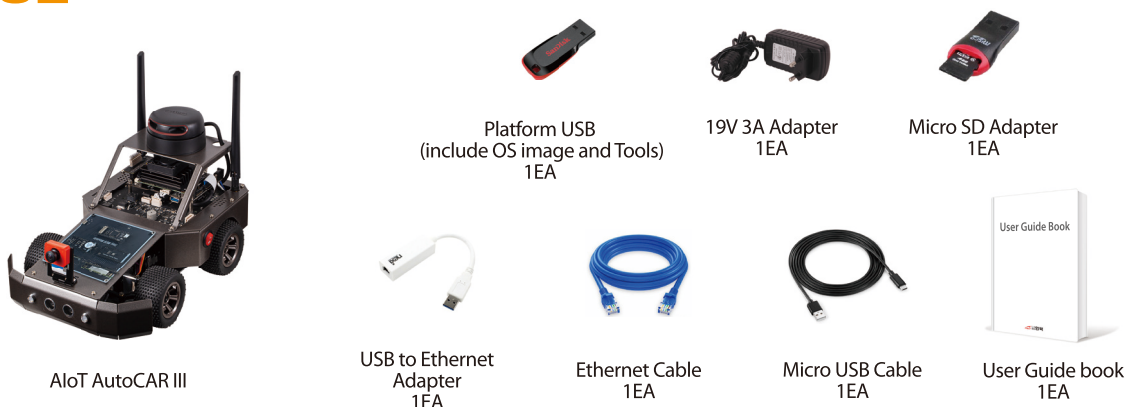 Platform USB
(include OS image and Tools)
1EA
19V 3A Adapter
1EA
Micro SD Adapter
1EA
AIoT AutoCAR III
USB to Ethernet
Adapter
1EA
Ethernet Cable
1EA
Micro USB Cable
1EA
User Guide Book
User Guide book
1EA
SanDisk
next